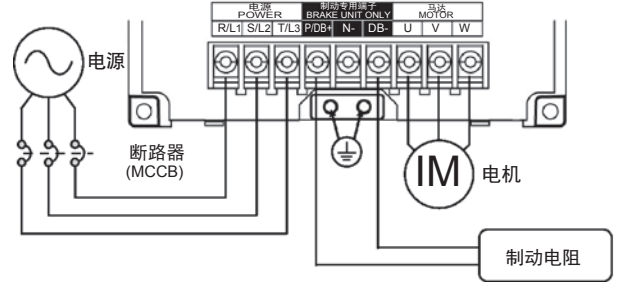 电源 制动专用端子 马达
POWER BRAKE UNIT ONLY MOTOR
R/L1 S/L2 T/L3 P/DB+ N- DB- U V W
电源
断路器
(MCCB)
IM 电机
制动电阻